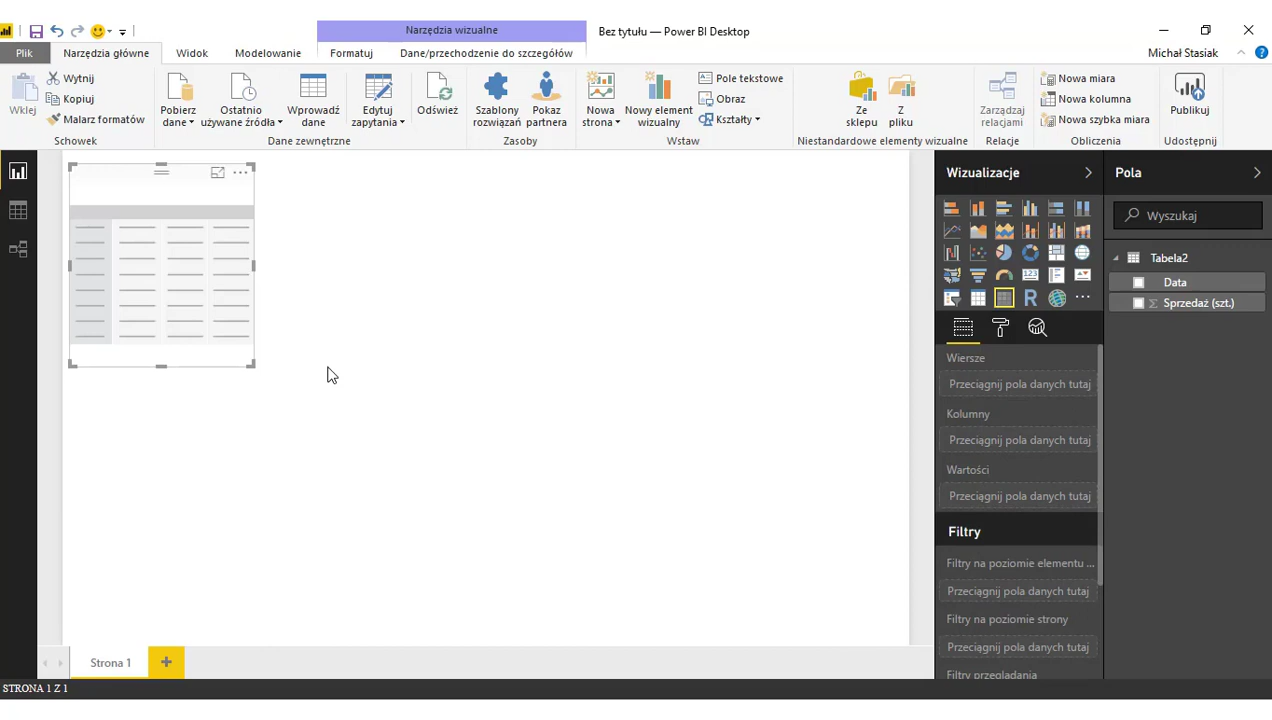 Narzędzia wizualne
Bez tytułu — Power BI Desktop
Plik
Narzędzia główne
Widok
Modelowanie
Formatuj
Dane/przechodzenie do szczegółów
Michał Stasiak
Wklej
Wytnij
Kopiuj
Malarz formatów
Schowek
Pobierz dane
Ostatnio używane źródła
Wprowadź dane
Edytuj zapytania
Odśwież
Dane zewnętrzne
Szablony rozwiązań
Pokaz partnera
Zasoby
Nowa strona
Nowy element wizualny
Pole tekstowe
Obraz
Kształty
Wstaw
Ze sklepu
Z pliku
Niestandardowe elementy wizualne
Zarządzaj relacjami
Relacje
Nowa miara
Nowa kolumna
Nowa szybka miara
Obliczenia
Publikuj
Udostępnij
Wizualizacje
123
R
Wiersze
Przeciągnij pola danych tutaj
Kolumny
Przeciągnij pola danych tutaj
Wartości
Przeciągnij pola danych tutaj
Filtry
Filtry na poziomie elementu ...
Przeciągnij pola danych tutaj
Filtry na poziomie strony
Przeciągnij pola danych tutaj
Filtry przeglądania
Pola
Wyszukaj
Tabela2
Data
Σ Sprzedaż (szt.)
Strona 1
STRONA 1 Z 1